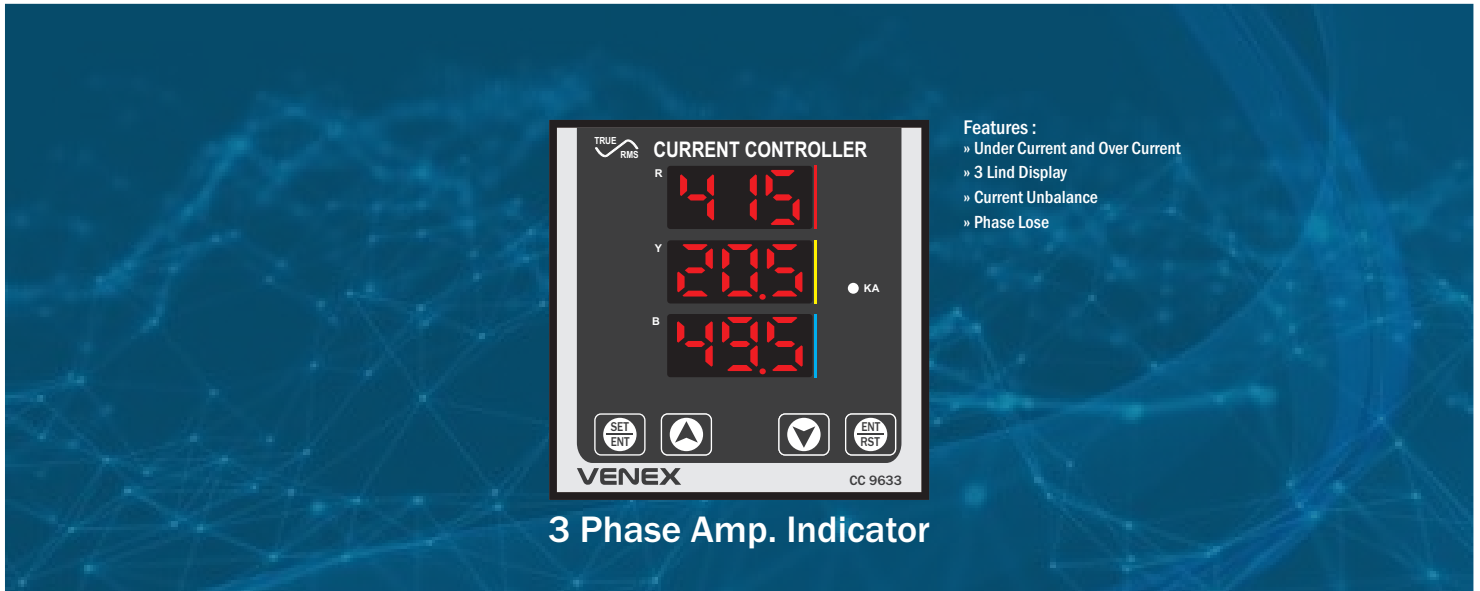 TRUE
RMS
CURRENT CONTROLLER
R
415
Y
20.5
KA
B
49.5
SET
ENT
ENT
RST
VENEX
CC 9633
3 Phase Amp. Indicator
Features :
» Under Current and Over Current
» 3 Lind Display
» Current Unbalance
» Phase Lose